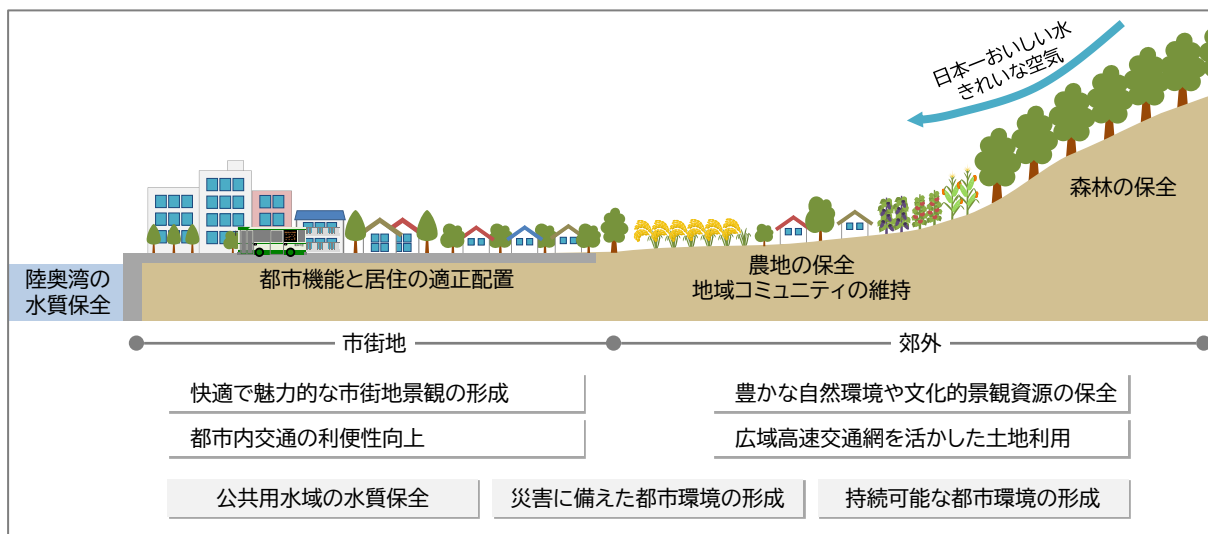 日本一おいしい水
きれいな空気
森林の保全
陸奥湾の
水質保全
都市機能と居住の適正配置
農地の保全
地域コミュニティの維持
市街地
郊外
快適で魅力的な市街地景観の形成
豊かな自然環境や文化的景観資源の保全
都市内交通の利便性向上
広域高速交通網を活かした土地利用
公共用水域の水質保全
災害に備えた都市環境の形成
持続可能な都市環境の形成